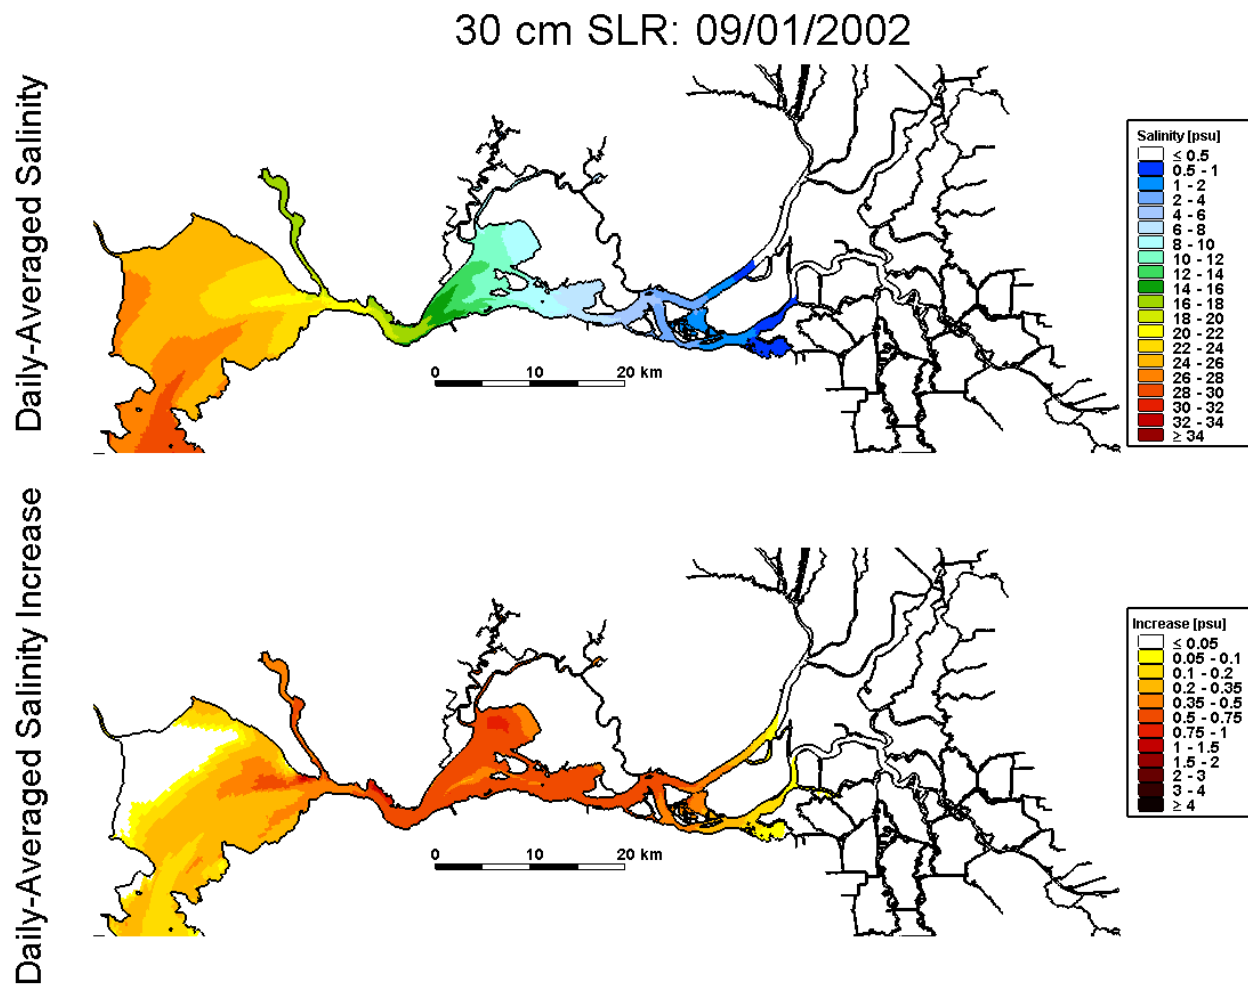 30 cm SLR: 09/01/2002
Daily-Averaged Salinity
Salinity [psu]
≤ 0.5
0.5 - 1
1 - 2
2 - 4
4 - 6
6 - 8
8 - 10
10 - 12
12 - 14
14 - 16
16 - 18
18 - 20
20 - 22
22 - 24
24 - 26
26 - 28
28 - 30
30 - 32
32 - 34
≥ 34
0 10 20 km
Daily-Averaged Salinity Increase
Increase [psu]
≤ 0.05
0.05 - 0.1
0.1 - 0.2
0.2 - 0.35
0.35 - 0.5
0.5 - 0.75
0.75 - 1
1 - 1.5
1.5 - 2
2 - 3
3 - 4
≥ 4
0 10 20 km